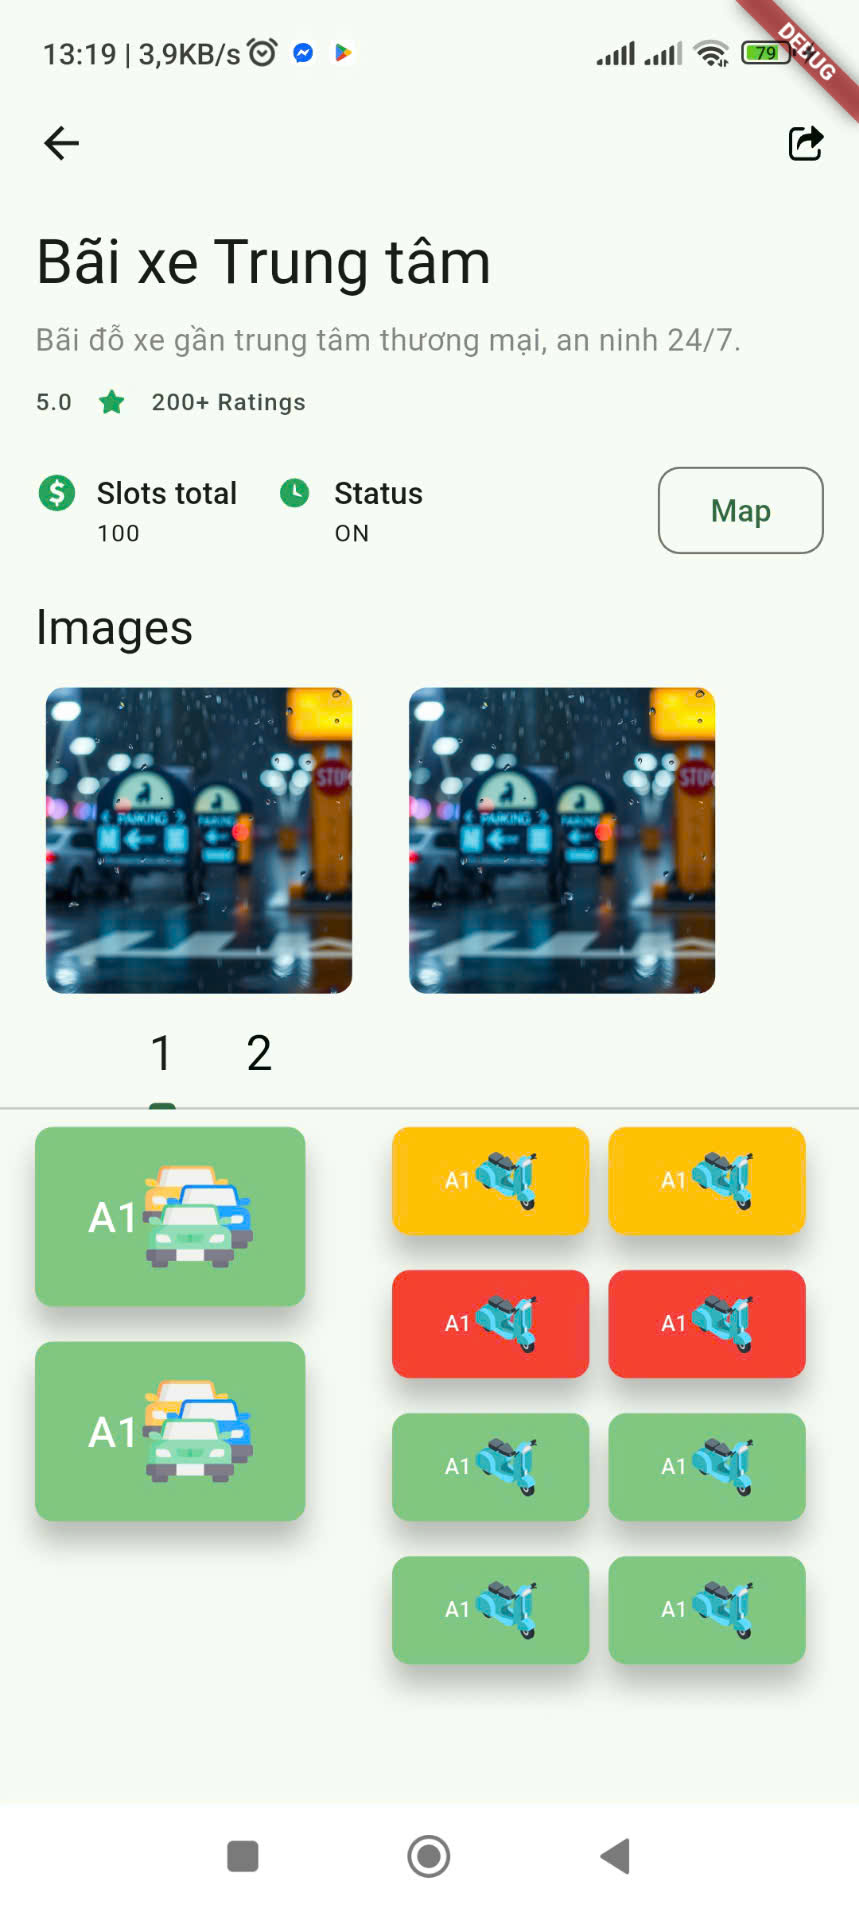 13:19 | 3,9KB/s
79
DEBUG
Bãi xe Trung tâm
Bãi đỗ xe gần trung tâm thương mại, an ninh 24/7.
5.0 200+ Ratings
Slots total Status
100 ON
Map
Images
PARKING STOP PARKING STOP
1 2
A1 A1 A1
A1 A1
A1
A1 A1
A1 A1